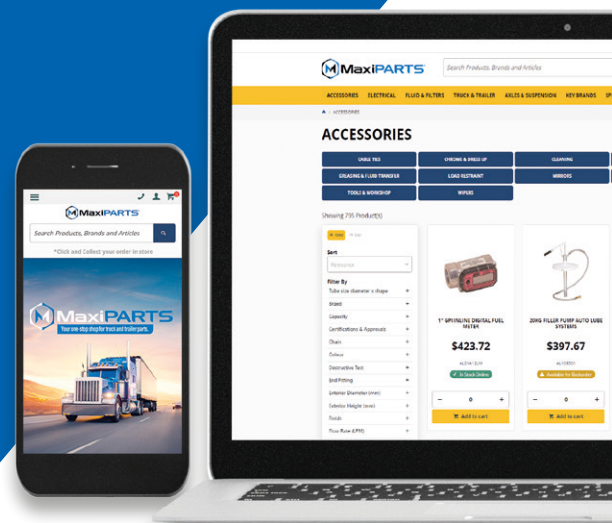 MaxiPARTS
Search Products, Brands and Articles
*Click and Collect your order in store
MaxiPARTS
Your one-stop shop for truck and trailer parts.
MaxiPARTS
Search Products, Brands and Articles
ACCESSORIES ELECTRICAL FLUID & FILTERS TRUCK & TRAILER AXLES & SUSPENSION KEY BRANDS
ACCESSORIES
ACCESSORIES
CABLE TIES CHROME & DRESS UP CLEANING
GREASING & FLUID TRANSFER LOAD RESTRAINT MIRRORS
TOOLS & WORKSHOP WIPERS
Showing 795 Product(s)
Sort
Relevance
Filter By
Tube size diameter x shape
Brand
Capacity
Certifications & Approvals
Chain
Colour
Destructive Test
End Fitting
Exterior Diameter (mm)
Exterior Height (mm)
Finish
Flow Rate (LPM)
1" GPI INLINE DIGITAL FUEL
METER
$423.72
In Stock Online
- 0 +
Add to cart
20KG FILLER PUMP AUTO LUBE
SYSTEMS
$397.67
Available for Backorder
- 0 +
Add to cart